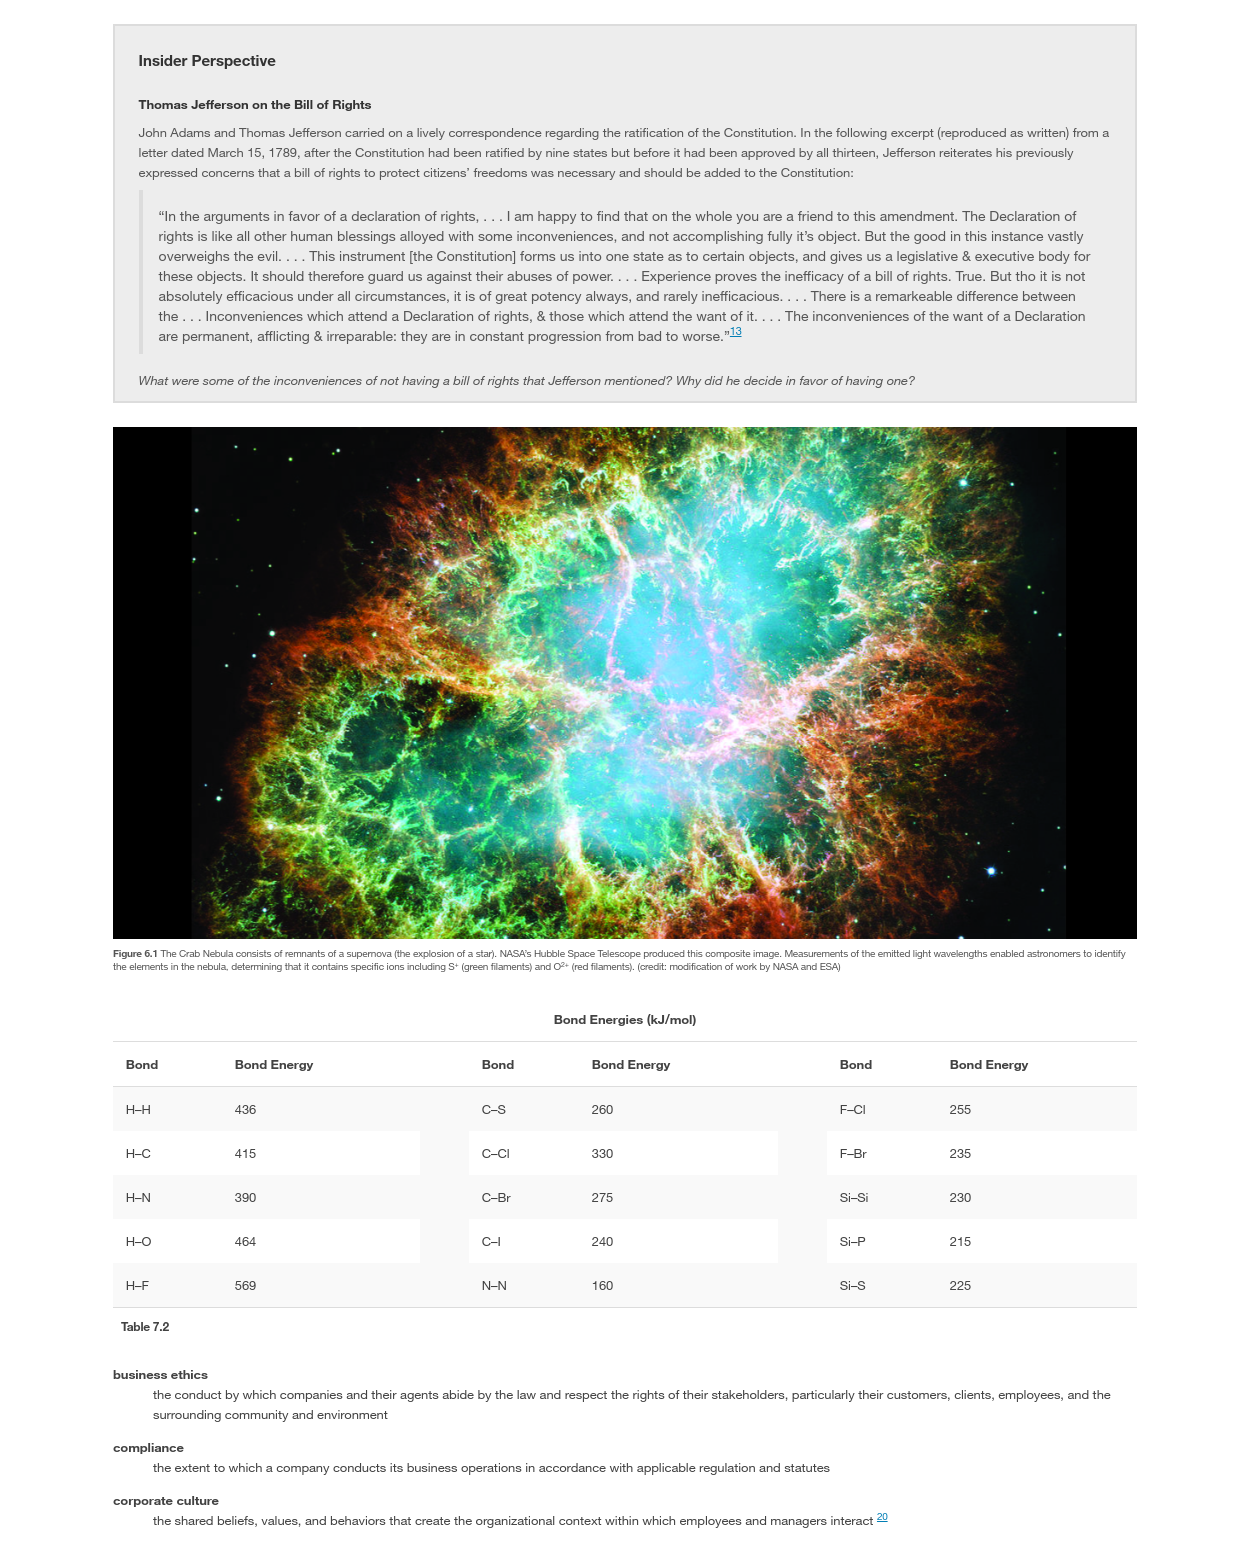 Insider Perspective
Thomas Jefferson on the Bill of Rights
John Adams and Thomas Jefferson carried on a lively correspondence regarding the ratification of the Constitution. In the following excerpt (reproduced as written) from a
letter dated March 15, 1789, after the Constitution had been ratified by nine states but before it had been approved by all thirteen, Jefferson reiterates his previously
expressed concerns that a bill of rights to protect citizens’ freedoms was necessary and should be added to the Constitution:
“In the arguments in favor of a declaration of rights, . . . I am happy to find that on the whole you are a friend to this amendment. The Declaration of
rights is like all other human blessings alloyed with some inconveniences, and not accomplishing fully it’s object. But the good in this instance vastly
overweighs the evil. . . . This instrument [the Constitution] forms us into one state as to certain objects, and gives us a legislative & executive body for
these objects. It should therefore guard us against their abuses of power. . . . Experience proves the inefficacy of a bill of rights. True. But tho it is not
absolutely efficacious under all circumstances, it is of great potency always, and rarely inefficacious. . . . There is a remarkeable difference between
the . . . Inconveniences which attend a Declaration of rights, & those which attend the want of it. . . . The inconveniences of the want of a Declaration
are permanent, afflicting & irreparable: they are in constant progression from bad to worse.”13
What were some of the inconveniences of not having a bill of rights that Jefferson mentioned? Why did he decide in favor of having one?
Figure 6.1 The Crab Nebula consists of remnants of a supernova (the explosion of a star). NASA’s Hubble Space Telescope produced this composite image. Measurements of the emitted light wavelengths enabled astronomers to identify
the elements in the nebula, determining that it contains specific ions including S⁺ (green filaments) and O²⁺ (red filaments). (credit: modification of work by NASA and ESA)
Bond Energies (kJ/mol)
Bond Bond Energy Bond Bond Energy Bond Bond Energy
H–H 436 C–S 260 F–Cl 255
H–C 415 C–Cl 330 F–Br 235
H–N 390 C–Br 275 Si–Si 230
H–O 464 C–I 240 Si–P 215
H–F 569 N–N 160 Si–S 225
Table 7.2
business ethics
the conduct by which companies and their agents abide by the law and respect the rights of their stakeholders, particularly their customers, clients, employees, and the
surrounding community and environment
compliance
the extent to which a company conducts its business operations in accordance with applicable regulation and statutes
corporate culture
the shared beliefs, values, and behaviors that create the organizational context within which employees and managers interact 20